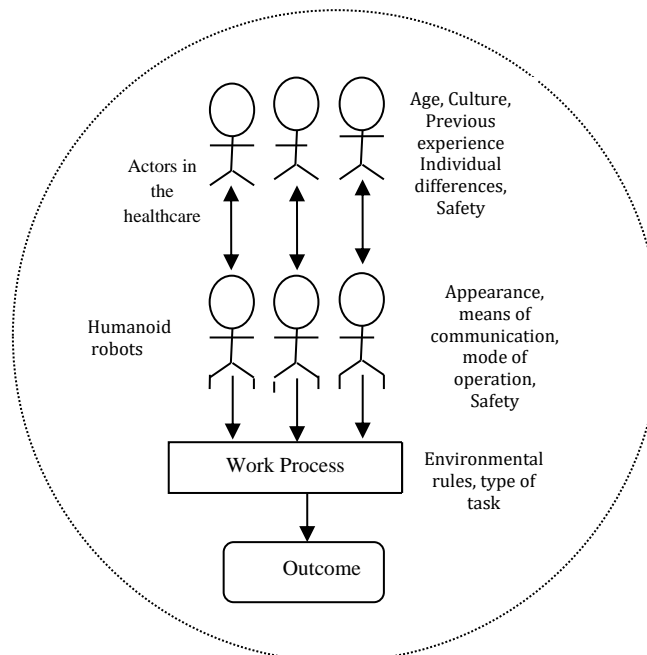 Age, Culture,
Previous
experience
Individual
differences,
Safety
Actors in
the
healthcare
Appearance,
means of
communication,
mode of
operation,
Safety
Humanoid
robots
Work Process
Environmental
rules, type of
task
Outcome